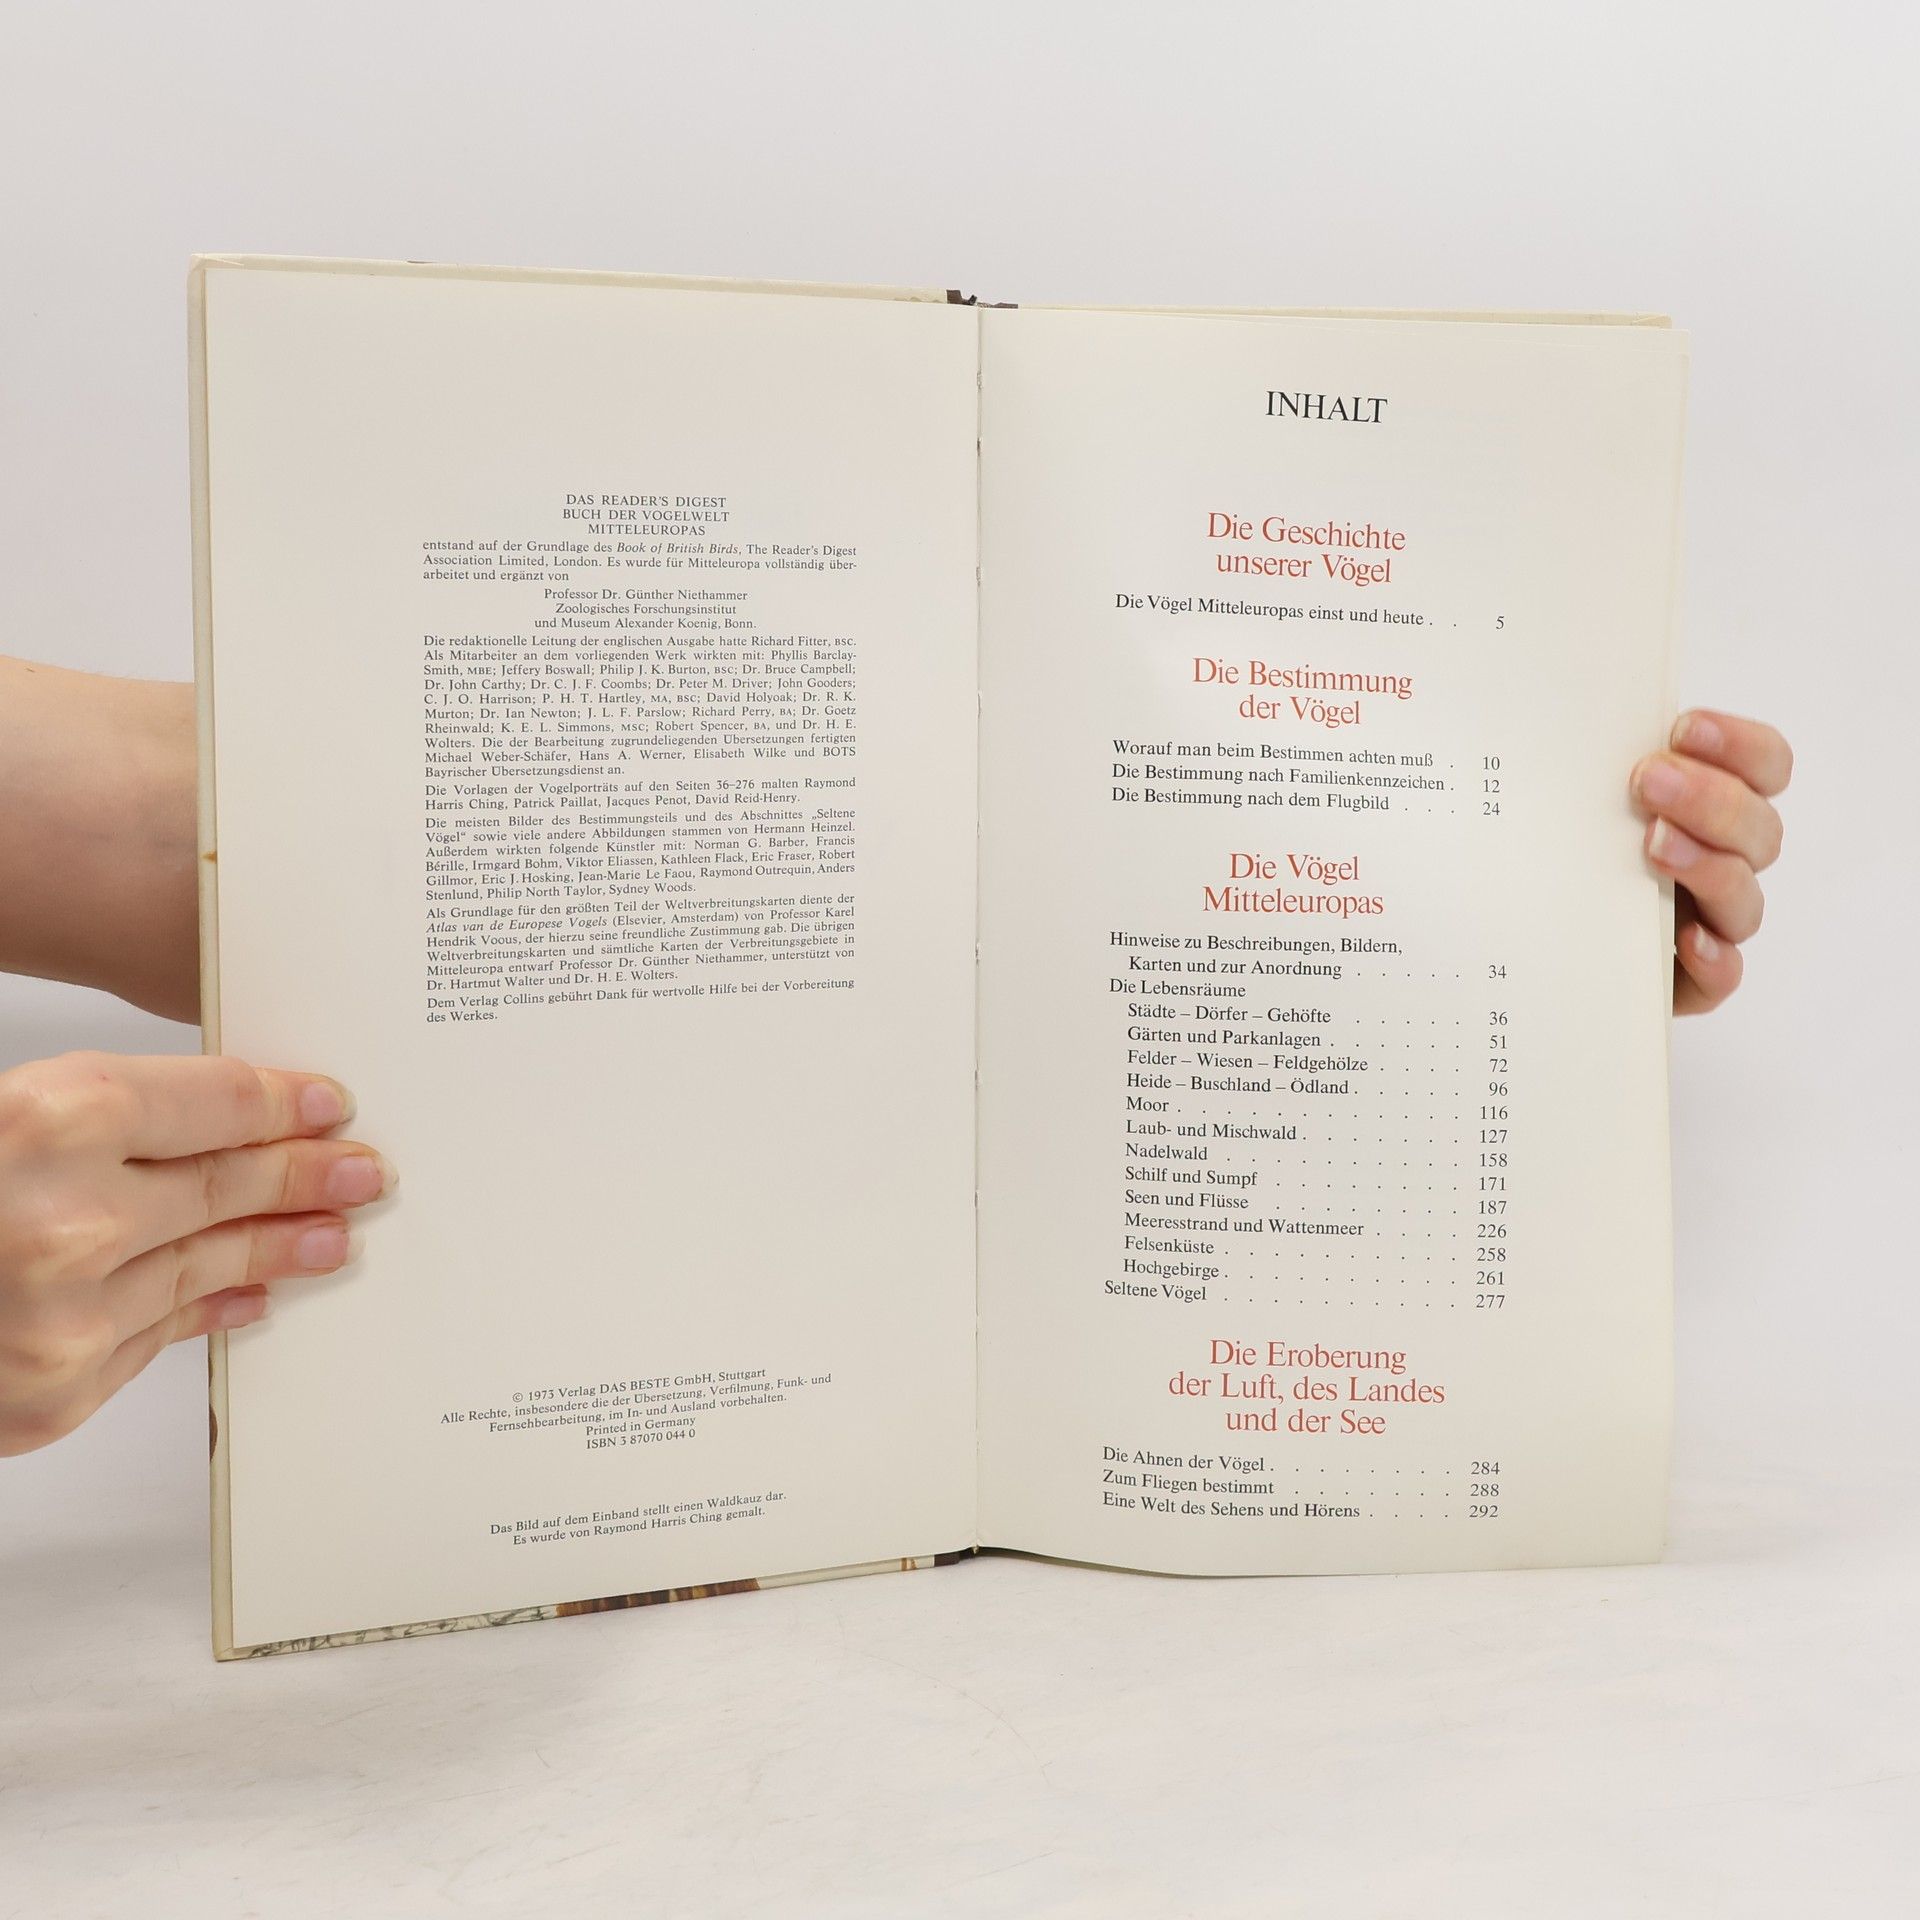 DAS READER'S DIGEST
BUCH DER VOGELWELT
MITTELEUROPAS
entstand auf der Grundlage des Book of British Birds, The Reader's Digest
Association Limited, London. Es wurde für Mitteleuropa vollständig über-
arbeitet und ergänzt von
Professor Dr. Günther Niethammer
Zoologisches Forschungsinstitut
und Museum Alexander Koenig, Bonn.
Die redaktionelle Leitung der englischen Ausgabe hatte Richard Fitter, BSC.
Als Mitarbeiter an dem vorliegenden Werk wirkten mit: Phyllis Barclay-
Smith, MBE; Jeffery Boswall; Philip J. K. Burton, BSC; Dr. Bruce Campbell;
Dr. John Carthy; Dr. C. J. F. Coombs; Dr. Peter M. Driver; John Gooders;
C. J. O. Harrison; P. H. T. Hartley, MA, BSC; David Holyoak; Dr. R. K.
Murton; Dr. Ian Newton; J. L. F. Parslow; Richard Perry, BA; Dr. Goetz
Rheinwald; K. E. L. Simmons, MSC; Robert Spencer, BA, und Dr. H. E.
Wolters. Die der Bearbeitung zugrundeliegenden Übersetzungen fertigten
Michael Weber-Schäfer, Hans A. Werner, Elisabeth Wilke und BOTS
Bayrischer Übersetzungsdienst an.
Die Vorlagen der Vogelporträts auf den Seiten 36–276 malten Raymond
Harris Ching, Patrick Paillat, Jacques Penot, David Reid-Henry.
Die meisten Bilder des Bestimmungsteils und des Abschnittes „Seltene
Vögel“ sowie viele andere Abbildungen stammen von Hermann Heinzel.
Außerdem wirkten folgende Künstler mit: Norman G. Barber, Francis
Bérille, Irmgard Bohm, Viktor Eliassen, Kathleen Flack, Eric Fraser, Robert
Gillmor, Eric J. Hosking, Jean-Marie Le Faou, Raymond Outrequin, Anders
Stenlund, Philip North Taylor, Sydney Woods.
Als Grundlage für den größten Teil der Weltverbreitungskarten diente der
Atlas van de Europese Vogels (Elsevier, Amsterdam) von Professor Karel
Hendrik Voous, der hierzu seine freundliche Zustimmung gab. Die übrigen
Weltverbreitungskarten und sämtliche Karten der Verbreitungsgebiete in
Mitteleuropa entwarf Professor Dr. Günther Niethammer, unterstützt von
Dr. Hartmut Walter und Dr. H. E. Wolters.
Dem Verlag Collins gebührt Dank für wertvolle Hilfe bei der Vorbereitung
des Werkes.
© 1973 Verlag DAS BESTE GmbH, Stuttgart
Alle Rechte, insbesondere die der Übersetzung, Verfilmung, Funk- und
Fernsehbearbeitung, im In- und Ausland vorbehalten.
Printed in Germany
ISBN 3 87070 044 0
Das Bild auf dem Einband stellt einen Waldkauz dar.
Es wurde von Raymond Harris Ching gemalt.
INHALT
Die Geschichte
unserer Vögel
Die Vögel Mitteleuropas einst und heute . . 5
Die Bestimmung
der Vögel
Worauf man beim Bestimmen achten muß . 10
Die Bestimmung nach Familienkennzeichen . 12
Die Bestimmung nach dem Flugbild . . . 24
Die Vögel
Mitteleuropas
Hinweise zu Beschreibungen, Bildern,
Karten und zur Anordnung . . . . . 34
Die Lebensräume
Städte – Dörfer – Gehöfte . . . . . 36
Gärten und Parkanlagen . . . . . . 51
Felder – Wiesen – Feldgehölze . . . . 72
Heide – Buschland – Ödland . . . . . 96
Moor . . . . . . . . . . . . 116
Laub- und Mischwald . . . . . . . 127
Nadelwald . . . . . . . . . . 158
Schilf und Sumpf . . . . . . . . 171
Seen und Flüsse . . . . . . . . 187
Meeresstrand und Wattenmeer . . . . 226
Felsenküste . . . . . . . . . . 258
Hochgebirge . . . . . . . . . . 261
Seltene Vögel . . . . . . . . . . 277
Die Eroberung
der Luft, des Landes
und der See
Die Ahnen der Vögel . . . . . . . . 284
Zum Fliegen bestimmt . . . . . . . 288
Eine Welt des Sehens und Hörens . . . . 292